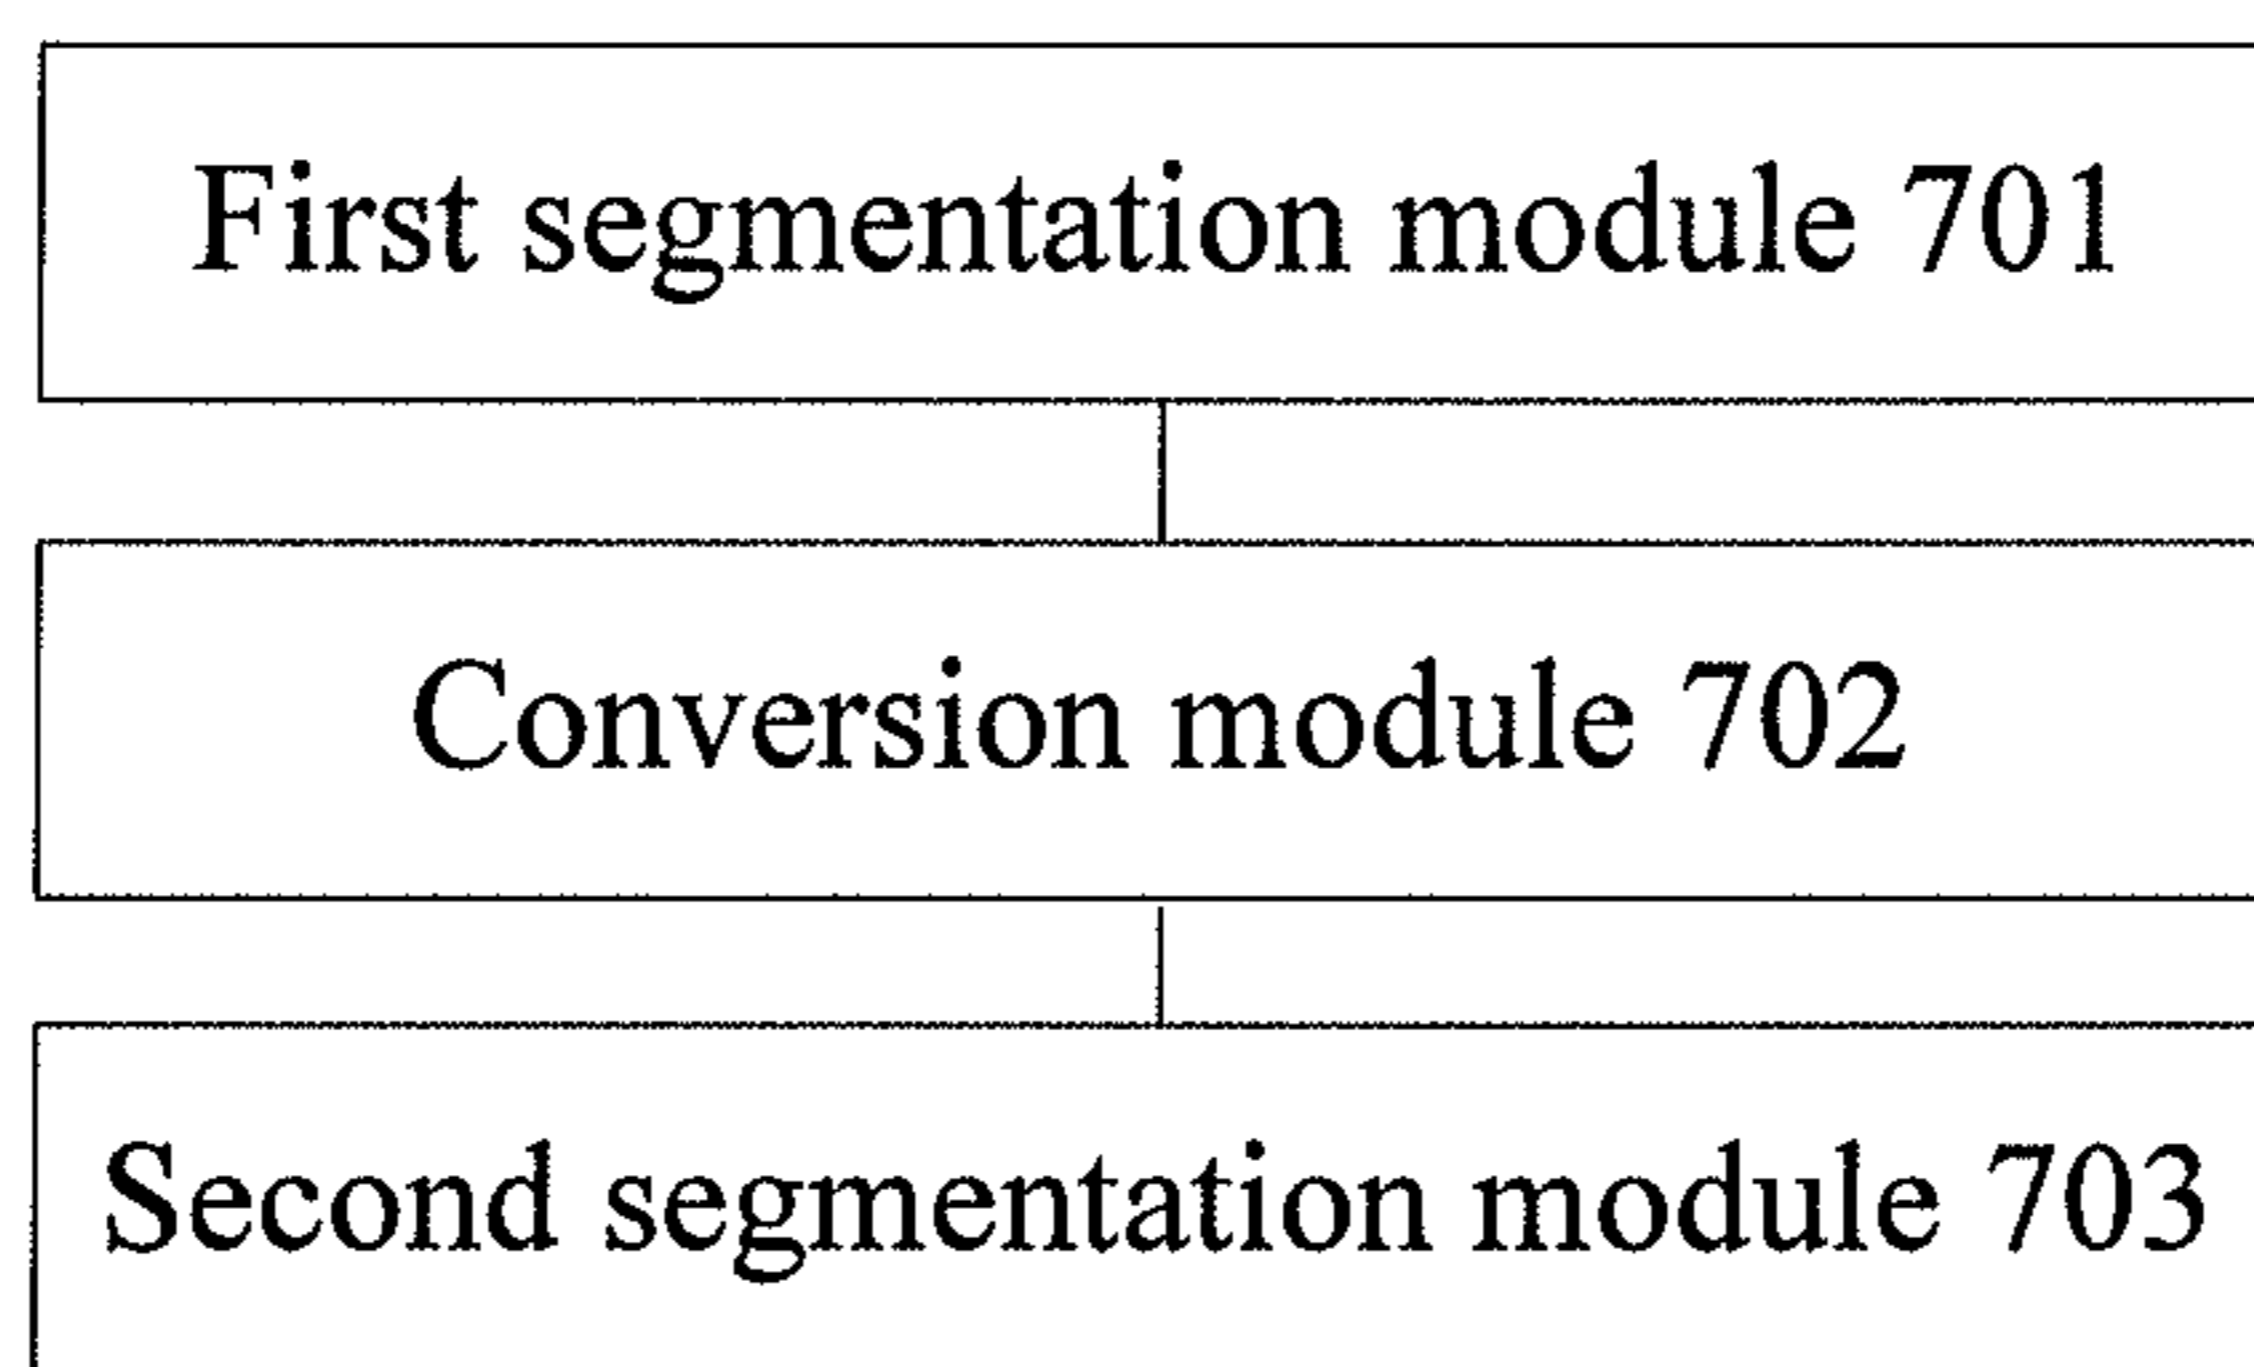 First segmentation module 701
Conversion module 702
Second segmentation module 703